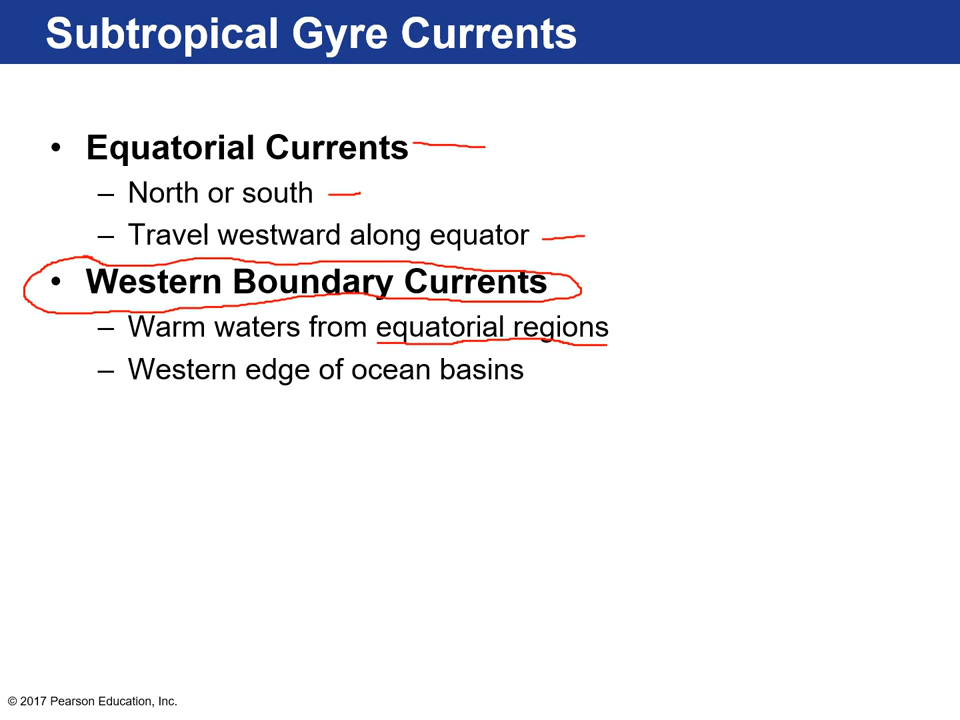 Subtropical Gyre Currents
• Equatorial Currents
– North or south
– Travel westward along equator
• Western Boundary Currents
– Warm waters from equatorial regions
– Western edge of ocean basins
© 2017 Pearson Education, Inc.